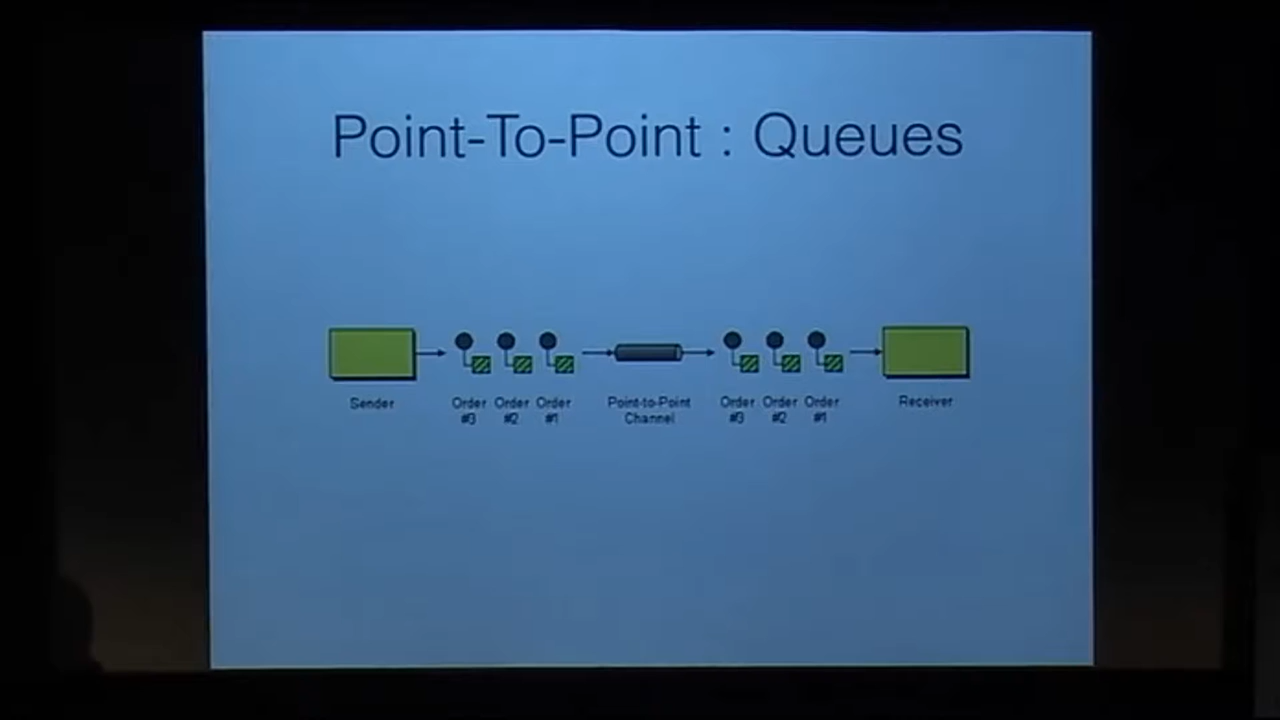 Point-To-Point : Queues
Sender
Order Order Order
#3 #2 #1
Point-to-Point
Channel
Order Order Order
#3 #2 #1
Receiver